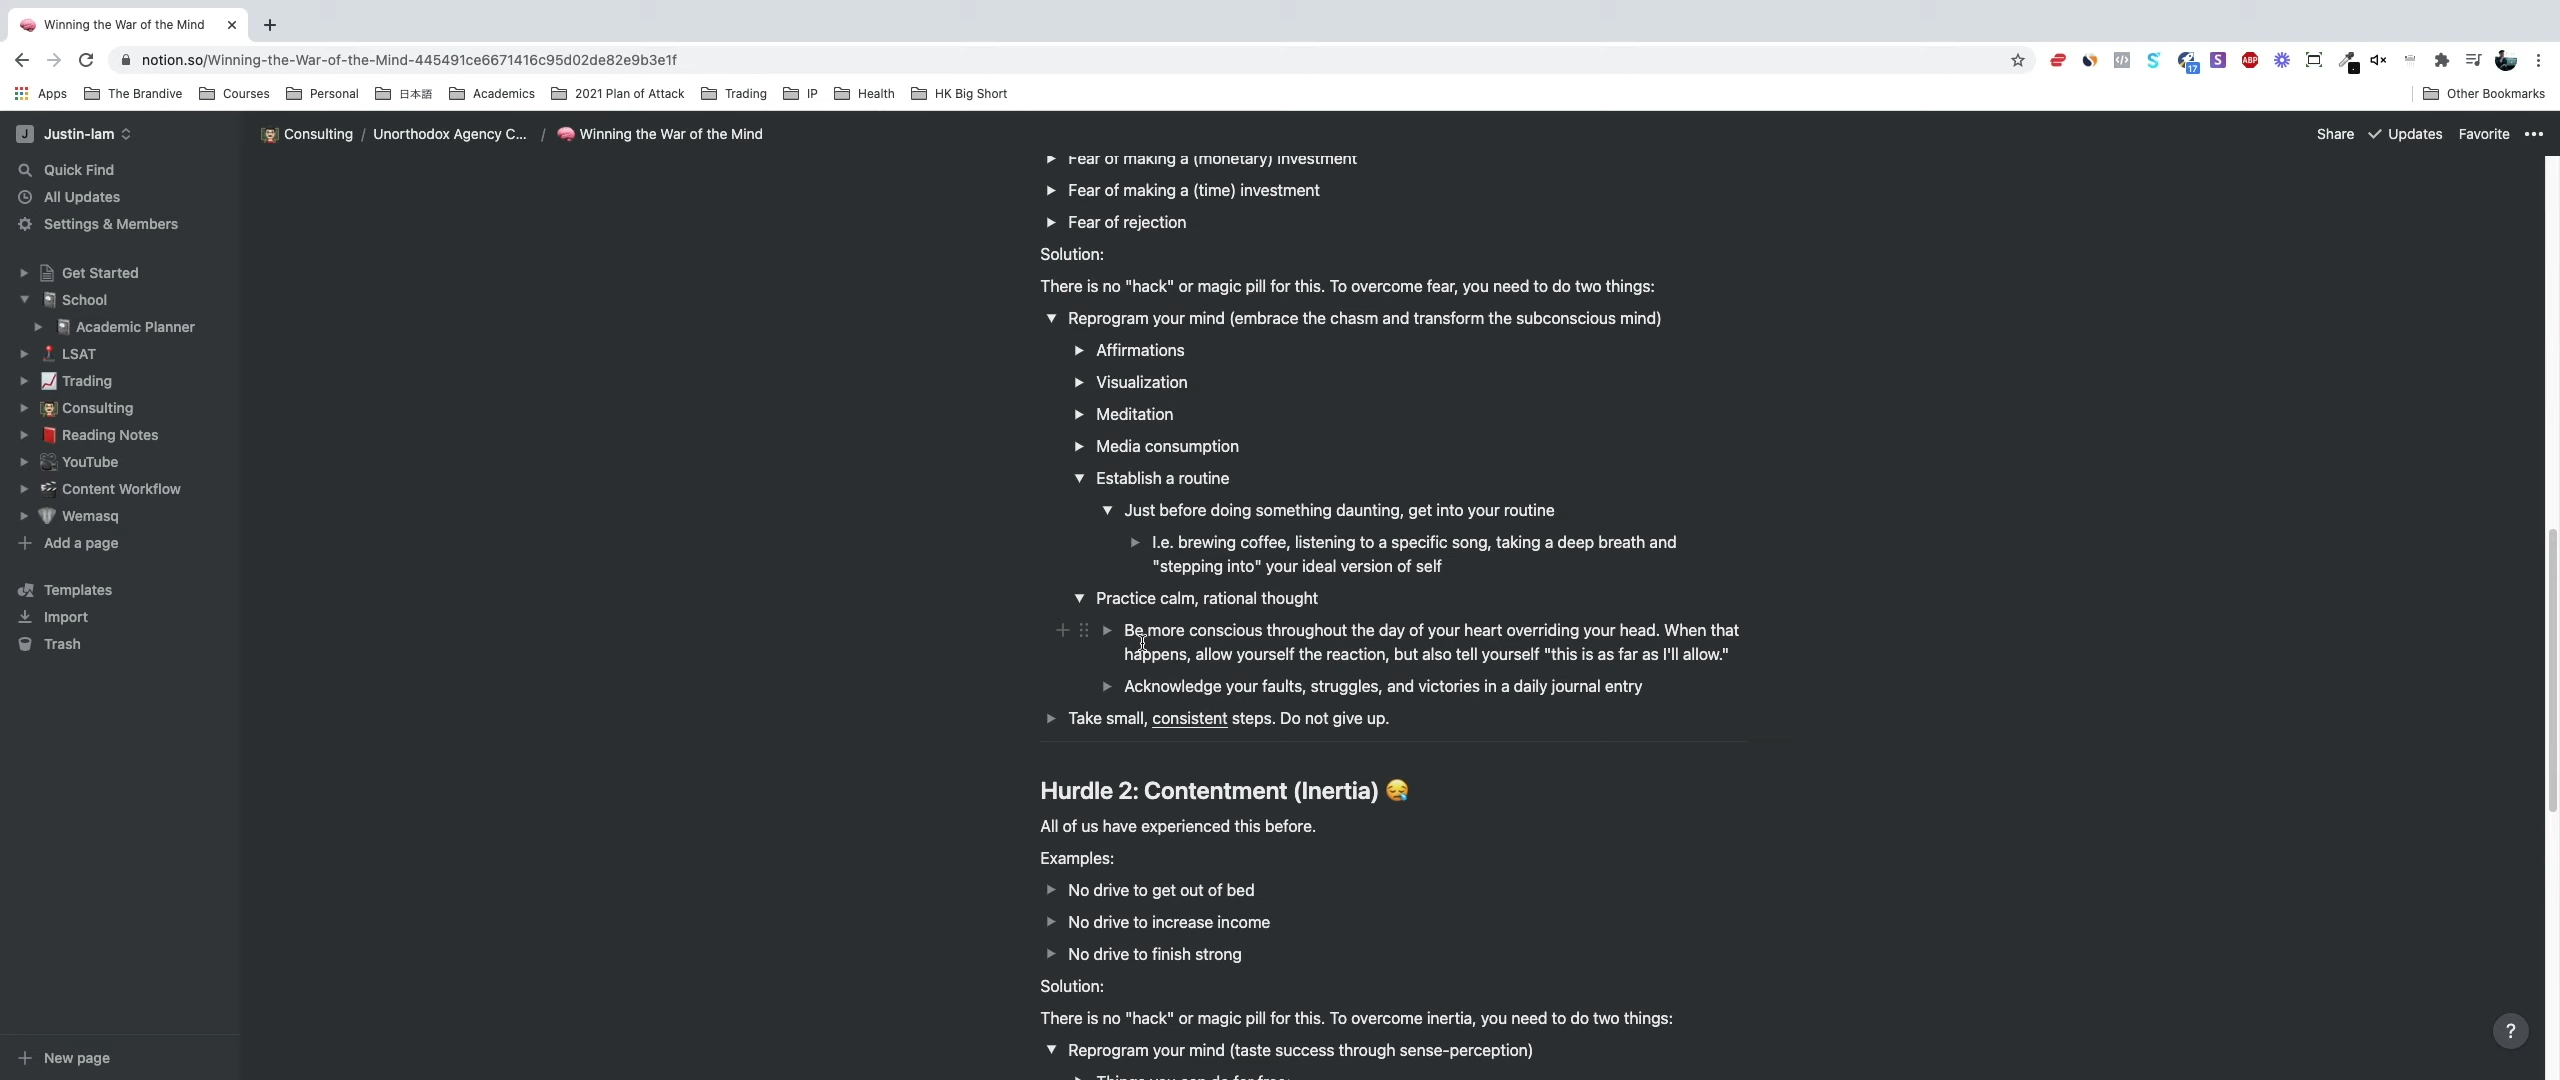 Winning the War of the Mind
notion.so/Winning-the-War-of-the-Mind-445491ce6671416c95d02de82e9b3e1f
17
ABP
Apps
The Brandive
Courses
Personal
日本語
Academics
2021 Plan of Attack
Trading
IP
Health
HK Big Short
Other Bookmarks
J Justin-lam
Consulting / Unorthodox Agency C... / Winning the War of the Mind
Share
Updates
Favorite
Quick Find
All Updates
Settings & Members
Get Started
School
Academic Planner
LSAT
Trading
Consulting
Reading Notes
YouTube
Content Workflow
Wemasq
Add a page
Templates
Import
Trash
New page
Fear of making a (monetary) investment
Fear of making a (time) investment
Fear of rejection
Solution:
There is no "hack" or magic pill for this. To overcome fear, you need to do two things:
Reprogram your mind (embrace the chasm and transform the subconscious mind)
Affirmations
Visualization
Meditation
Media consumption
Establish a routine
Just before doing something daunting, get into your routine
I.e. brewing coffee, listening to a specific song, taking a deep breath and
"stepping into" your ideal version of self
Practice calm, rational thought
Be more conscious throughout the day of your heart overriding your head. When that
happens, allow yourself the reaction, but also tell yourself "this is as far as I'll allow."
Acknowledge your faults, struggles, and victories in a daily journal entry
Take small, consistent steps. Do not give up.
Hurdle 2: Contentment (Inertia) 😪
All of us have experienced this before.
Examples:
No drive to get out of bed
No drive to increase income
No drive to finish strong
Solution:
There is no "hack" or magic pill for this. To overcome inertia, you need to do two things:
Reprogram your mind (taste success through sense-perception)
?